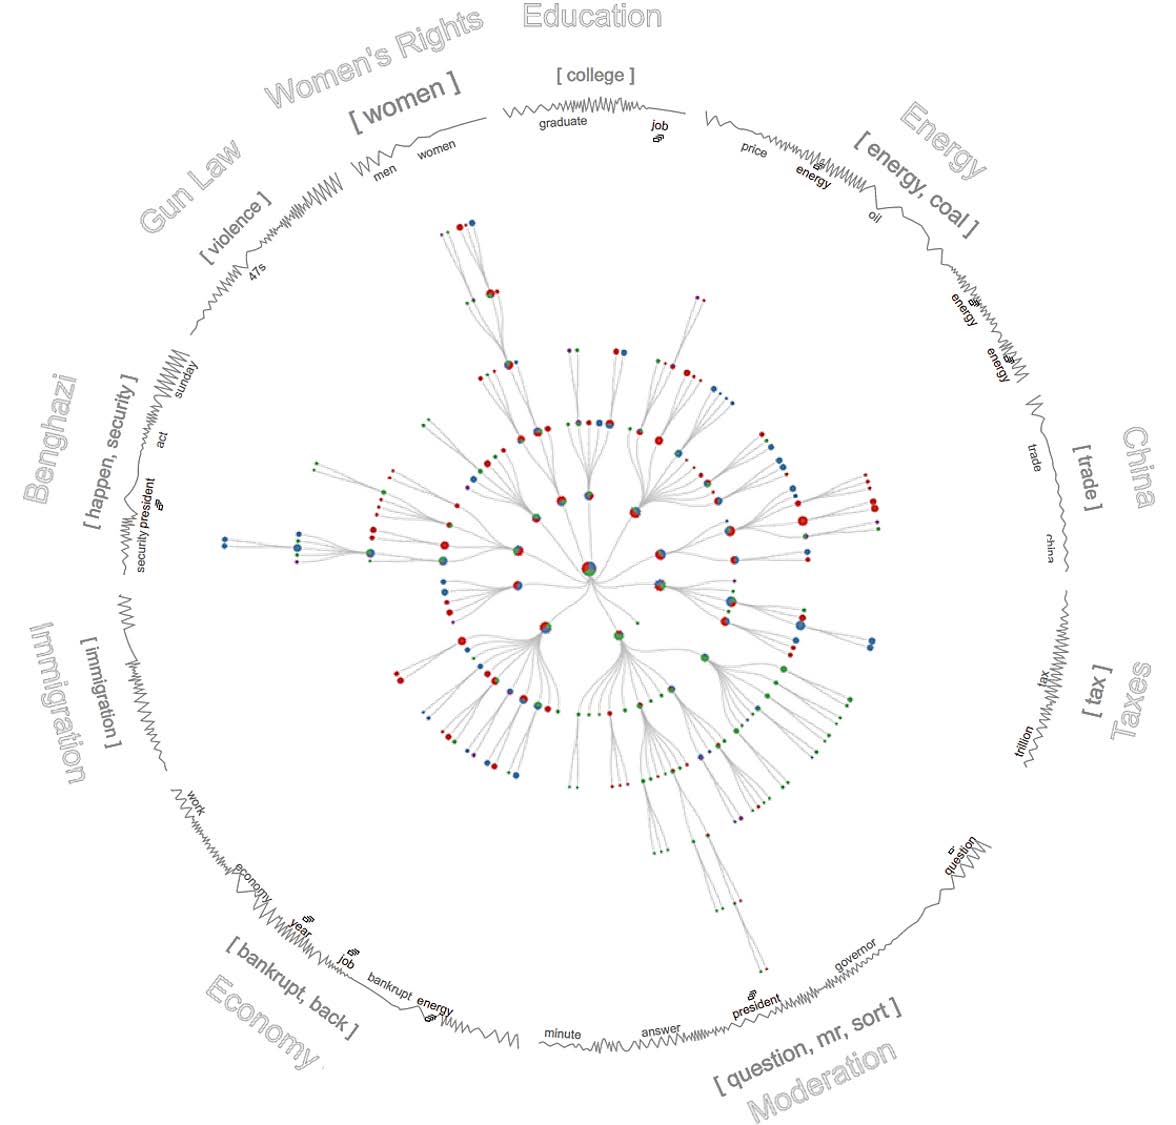 Education
[ college ]
graduate
job
Energy
[ energy, coal ]
price
energy
oil
energy
energy
China
[ trade ]
trade
china
Taxes
[ tax ]
tax
trillion
Moderation
[ question, mr, sort ]
question
governor
president
answer
minute
Economy
[ bankrupt, back ]
energy
bankrupt
job
year
economy
work
Immigration
[ immigration ]
Benghazi
[ happen, security ]
security
president
act
sunday
Gun Law
[ violence ]
47s
Women's Rights
[ women ]
men
women